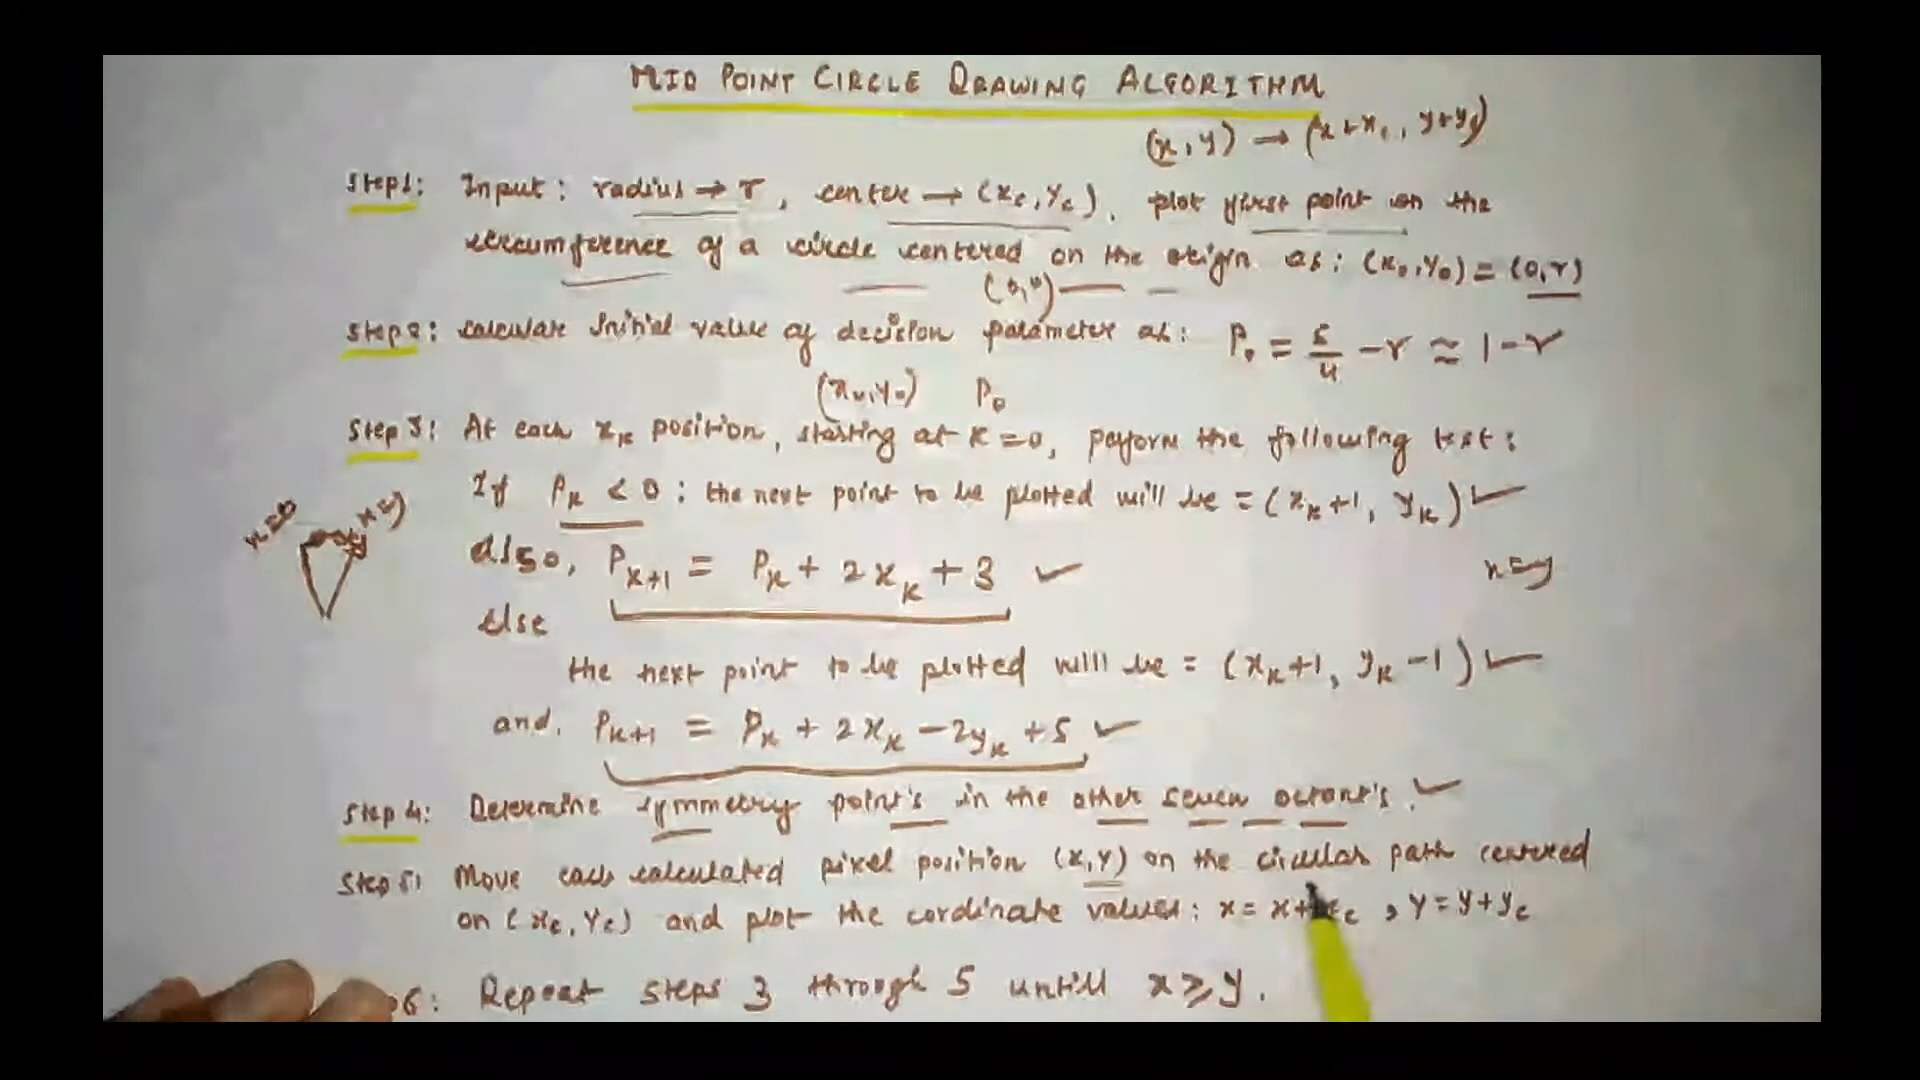 MID POINT CIRCLE DRAWING ALGORITHM
(x, y) → (x+xc, y+yc)
Step1: Input: radius → r, center → (xc, yc), plot first point on the
circumference of a circle centered on the origin as: (x0, y0) = (0, r)
(0,0)
Step2: calculate Initial value of decision parameter as: P0 = 5/4 - r ≈ 1-r
(x0, y0) P0
Step 3: At each xk position, starting at K=0, perform the following test:
If Pk < 0: the next point to be plotted will be = (xk+1, yk) ✓
x=0 x=y
also, Pk+1 = Pk + 2xk + 3 ✓
x=y
else
the next point to be plotted will be = (xk+1, yk-1) ✓
and, Pk+1 = Pk + 2xk - 2yk + 5 ✓
Step 4: Determine symmetry point's in the other seven octant's. ✓
Step 5: Move each calculated pixel position (x, y) on the circular path centered
on (xc, yc) and plot the cordinate values: x = x+xc, y = y+yc
6: Repeat steps 3 through 5 untill x ≥ y.